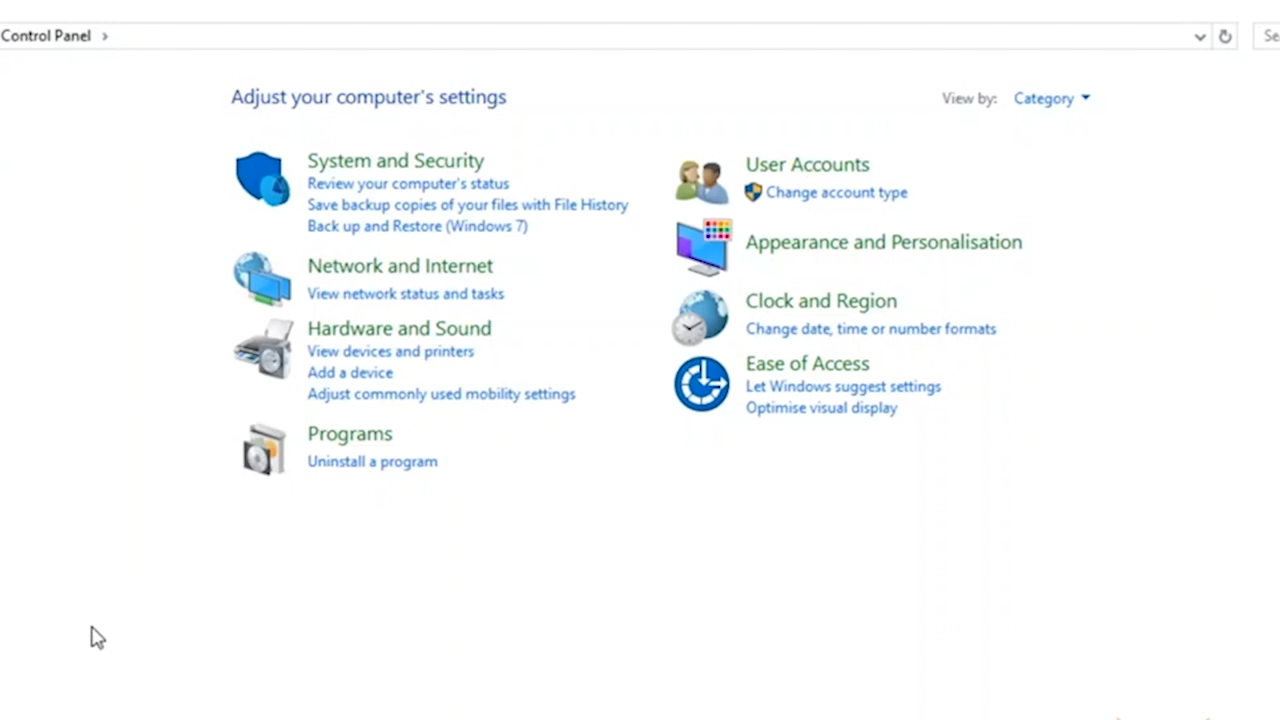 Control Panel
Adjust your computer's settings
View by: Category
System and Security
Review your computer's status
Save backup copies of your files with File History
Back up and Restore (Windows 7)
Network and Internet
View network status and tasks
Hardware and Sound
View devices and printers
Add a device
Adjust commonly used mobility settings
Programs
Uninstall a program
User Accounts
Change account type
Appearance and Personalisation
Clock and Region
Change date, time or number formats
Ease of Access
Let Windows suggest settings
Optimise visual display